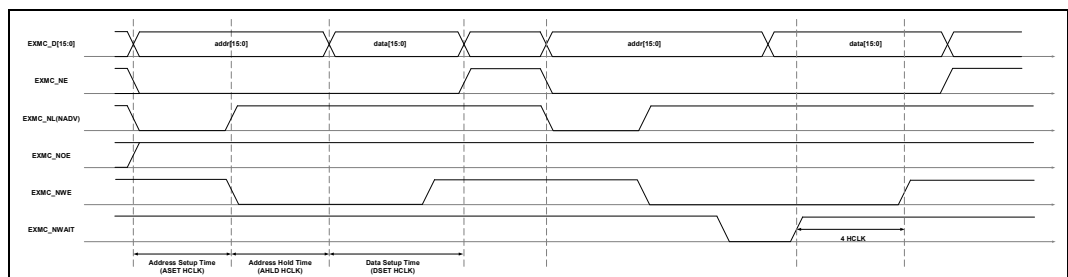 EXMC_D[15:0]
addr[15:0]
data[15:0]
addr[15:0]
data[15:0]
EXMC_NE
EXMC_NL(NADV)
EXMC_NOE
EXMC_NWE
EXMC_NWAIT
4 HCLK
Address Setup Time
(ASET HCLK)
Address Hold Time
(AHLD HCLK)
Data Setup Time
(DSET HCLK)